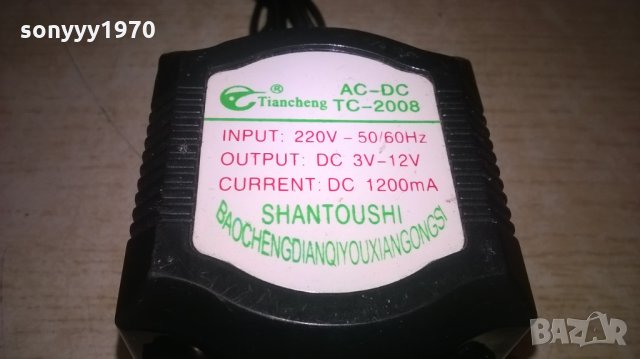 sonyyy1970
® AC-DC
Tiancheng TC-2008
INPUT: 220V - 50/60Hz
OUTPUT: DC 3V-12V
CURRENT: DC 1200mA
SHANTOUSHI
BAOCHENGDIANQIYOUXIANGONGSI
BAZAR